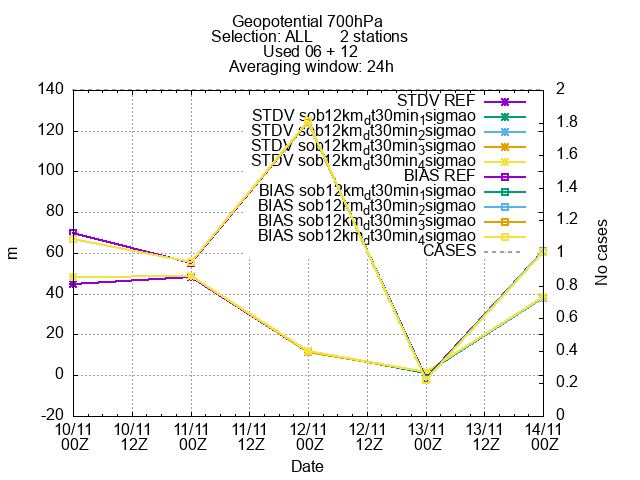 Geopotential 700hPa
Selection: ALL 2 stations
Used 06 + 12
Averaging window: 24h
140 2
STDV REF
STDV sob12km_dt30min_1sigmao
120 1.8
STDV sob12km_dt30min_2sigmao
STDV sob12km_dt30min_3sigmao
1.6
STDV sob12km_dt30min_4sigmao
100
BIAS REF
1.4
BIAS sob12km_dt30min_1sigmao
80
BIAS sob12km_dt30min_2sigmao
BIAS sob12km_dt30min_3sigmao
1.2
BIAS sob12km_dt30min_4sigmao
60 CASES 1
m
No cases
40 0.8
0.6
20
0.4
0
0.2
-20 0
10/11 10/11 11/11 11/11 12/11 12/11 13/11 13/11 14/11
00Z 12Z 00Z 12Z 00Z 12Z 00Z 12Z 00Z
Date